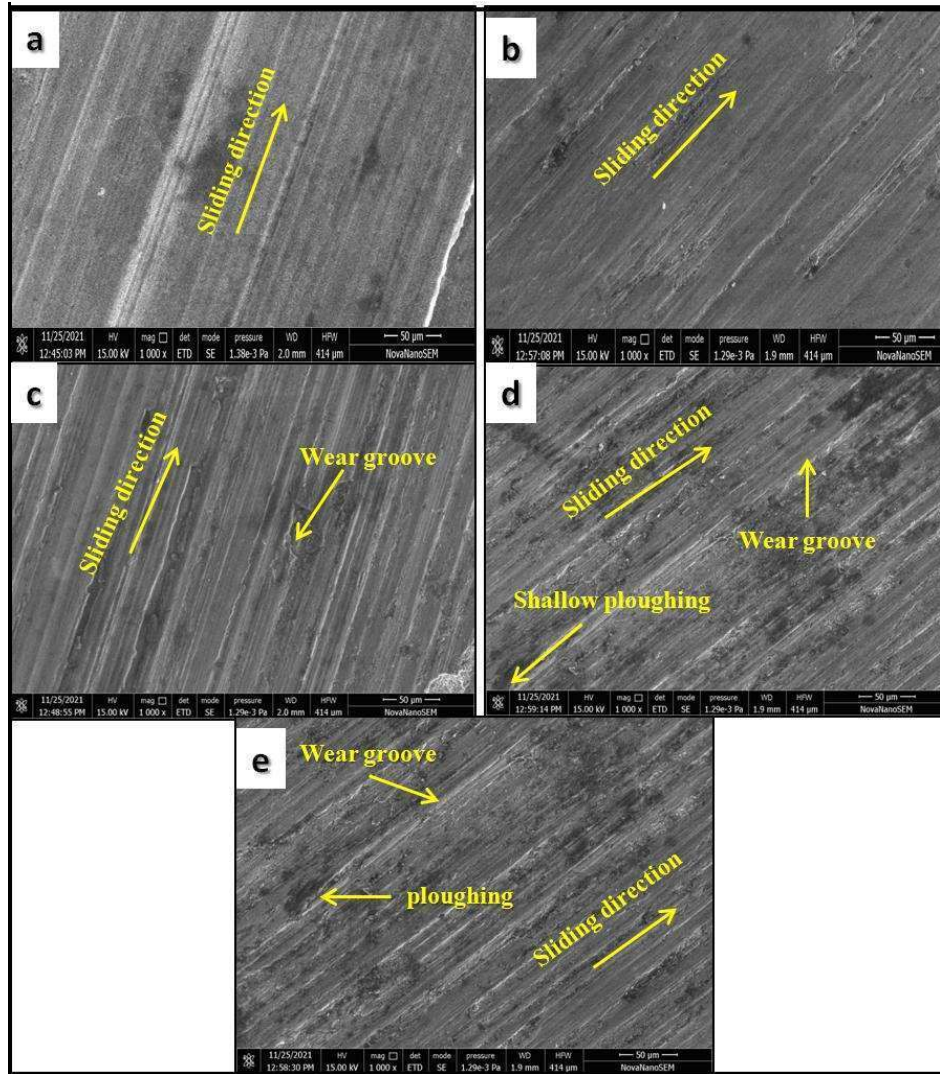 a
Sliding direction
11/25/2021 HV mag □ det mode pressure WD HFW 50 µm
12:45:03 PM 15.00 kV 1 000 x ETD SE 1.38e-3 Pa 2.0 mm 414 µm NovaNanoSEM
b
Sliding direction
11/25/2021 HV mag □ det mode pressure WD HFW 50 µm
12:57:08 PM 15.00 kV 1 000 x ETD SE 1.29e-3 Pa 1.9 mm 414 µm NovaNanoSEM
c
Sliding direction
Wear groove
11/25/2021 HV mag □ det mode pressure WD HFW 50 µm
12:48:55 PM 15.00 kV 1 000 x ETD SE 1.29e-3 Pa 2.0 mm 414 µm NovaNanoSEM
d
Sliding direction
Wear groove
Shallow ploughing
11/25/2021 HV mag □ det mode pressure WD HFW 50 µm
12:59:14 PM 15.00 kV 1 000 x ETD SE 1.29e-3 Pa 1.9 mm 414 µm NovaNanoSEM
e
Wear groove
ploughing
Sliding direction
11/25/2021 HV mag □ det mode pressure WD HFW 50 µm
12:58:30 PM 15.00 kV 1 000 x ETD SE 1.29e-3 Pa 1.9 mm 414 µm NovaNanoSEM